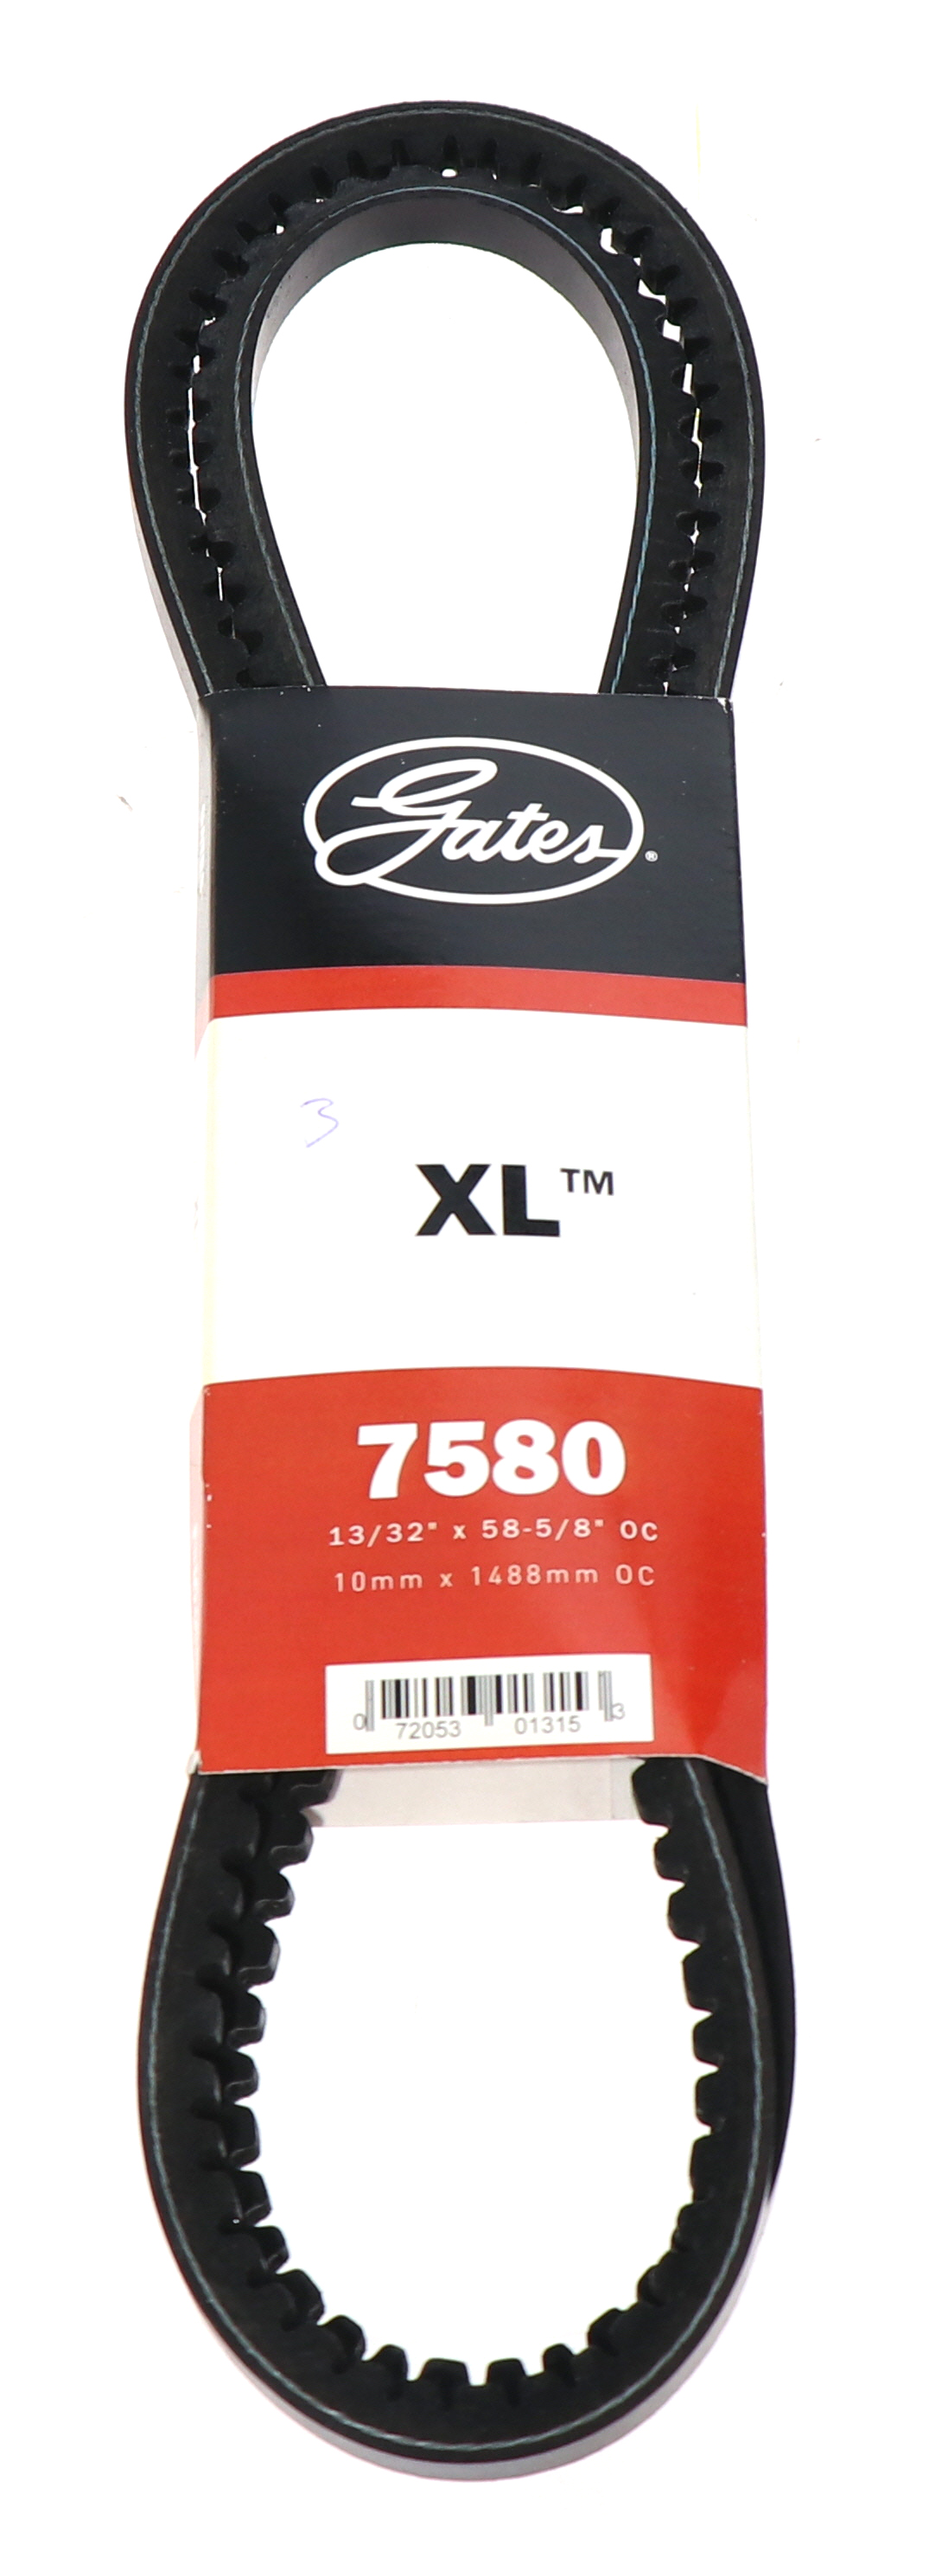 Gates®
3
XL™
7580
13/32" x 58-5/8" OC
10mm x 1488mm OC
0 72053 01315 3